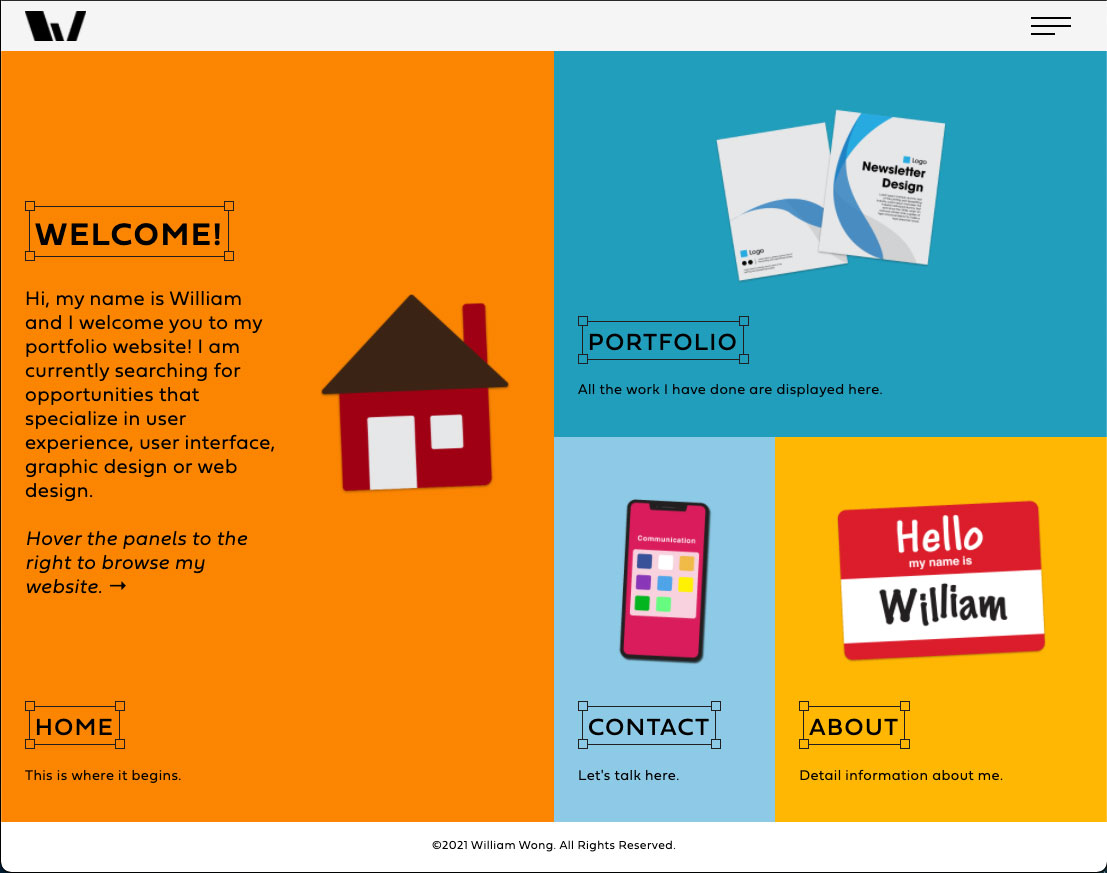 WELCOME!
Hi, my name is William
and I welcome you to my
portfolio website! I am
currently searching for
opportunities that
specialize in user
experience, user interface,
graphic design or web
design.
Hover the panels to the
right to browse my
website. →
HOME
This is where it begins.
Logo
Newsletter
Design
Logo
PORTFOLIO
All the work I have done are displayed here.
Communication
CONTACT
Let's talk here.
Hello
my name is
William
ABOUT
Detail information about me.
©2021 William Wong. All Rights Reserved.